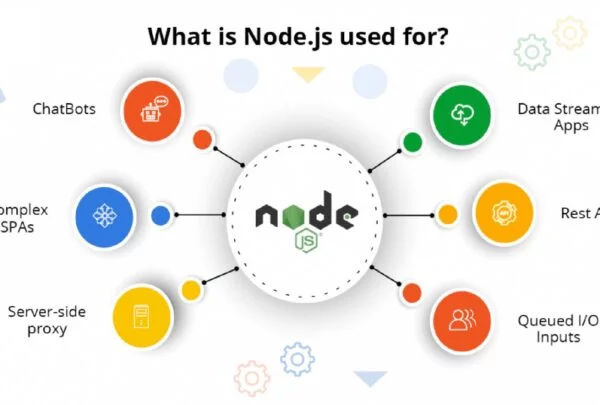 What is Node.js used for?
ChatBots
Data Stream
Apps
omplex
SPAs
node
JS
API
Rest A
Server-side
proxy
Queued I/O
Inputs